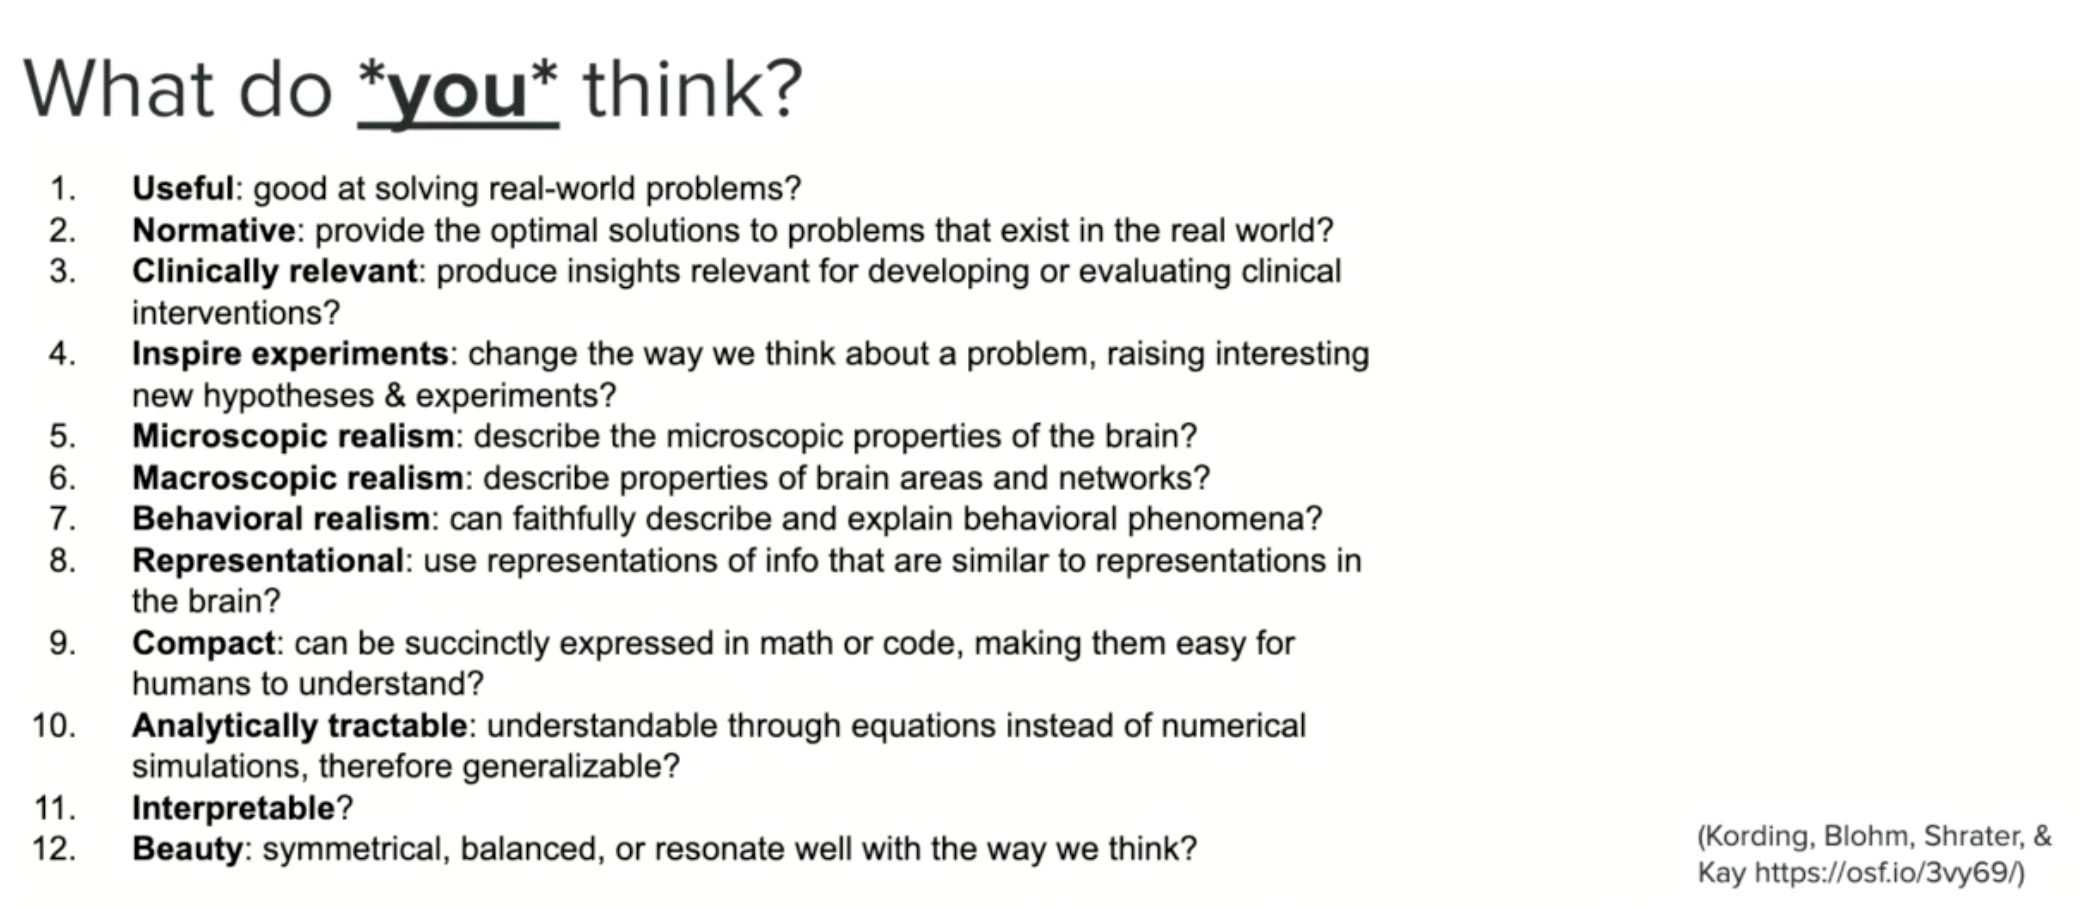 What do *you* think?
1. Useful: good at solving real-world problems?
2. Normative: provide the optimal solutions to problems that exist in the real world?
3. Clinically relevant: produce insights relevant for developing or evaluating clinical
interventions?
4. Inspire experiments: change the way we think about a problem, raising interesting
new hypotheses & experiments?
5. Microscopic realism: describe the microscopic properties of the brain?
6. Macroscopic realism: describe properties of brain areas and networks?
7. Behavioral realism: can faithfully describe and explain behavioral phenomena?
8. Representational: use representations of info that are similar to representations in
the brain?
9. Compact: can be succinctly expressed in math or code, making them easy for
humans to understand?
10. Analytically tractable: understandable through equations instead of numerical
simulations, therefore generalizable?
11. Interpretable?
12. Beauty: symmetrical, balanced, or resonate well with the way we think?
(Kording, Blohm, Shrater, &
Kay https://osf.io/3vy69/)